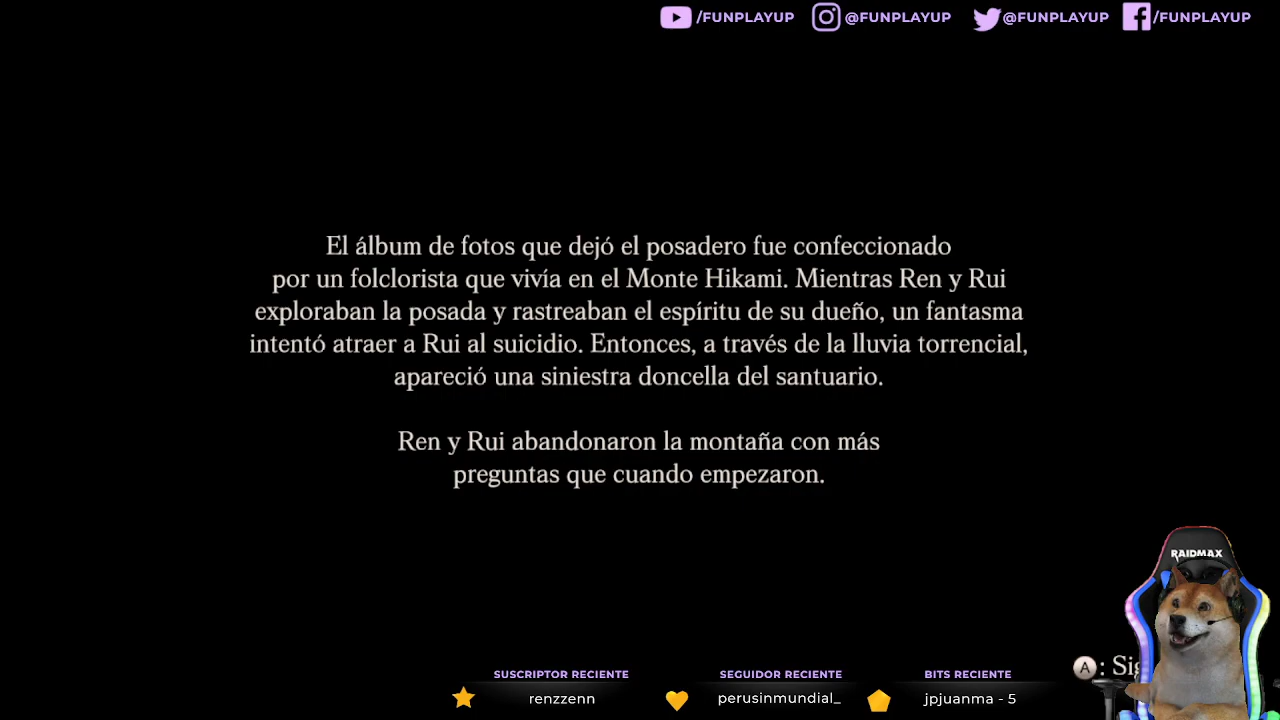 /FUNPLAYUP @FUNPLAYUP @FUNPLAYUP /FUNPLAYUP
El álbum de fotos que dejó el posadero fue confeccionado
por un folclorista que vivía en el Monte Hikami. Mientras Ren y Rui
exploraban la posada y rastreaban el espíritu de su dueño, un fantasma
intentó atraer a Rui al suicidio. Entonces, a través de la lluvia torrencial,
apareció una siniestra doncella del santuario.
Ren y Rui abandonaron la montaña con más
preguntas que cuando empezaron.
RAIDMAX
A : Sig
SUSCRIPTOR RECIENTE SEGUIDOR RECIENTE BITS RECIENTE
renzzenn perusinmundial_ jpjuanma - 5